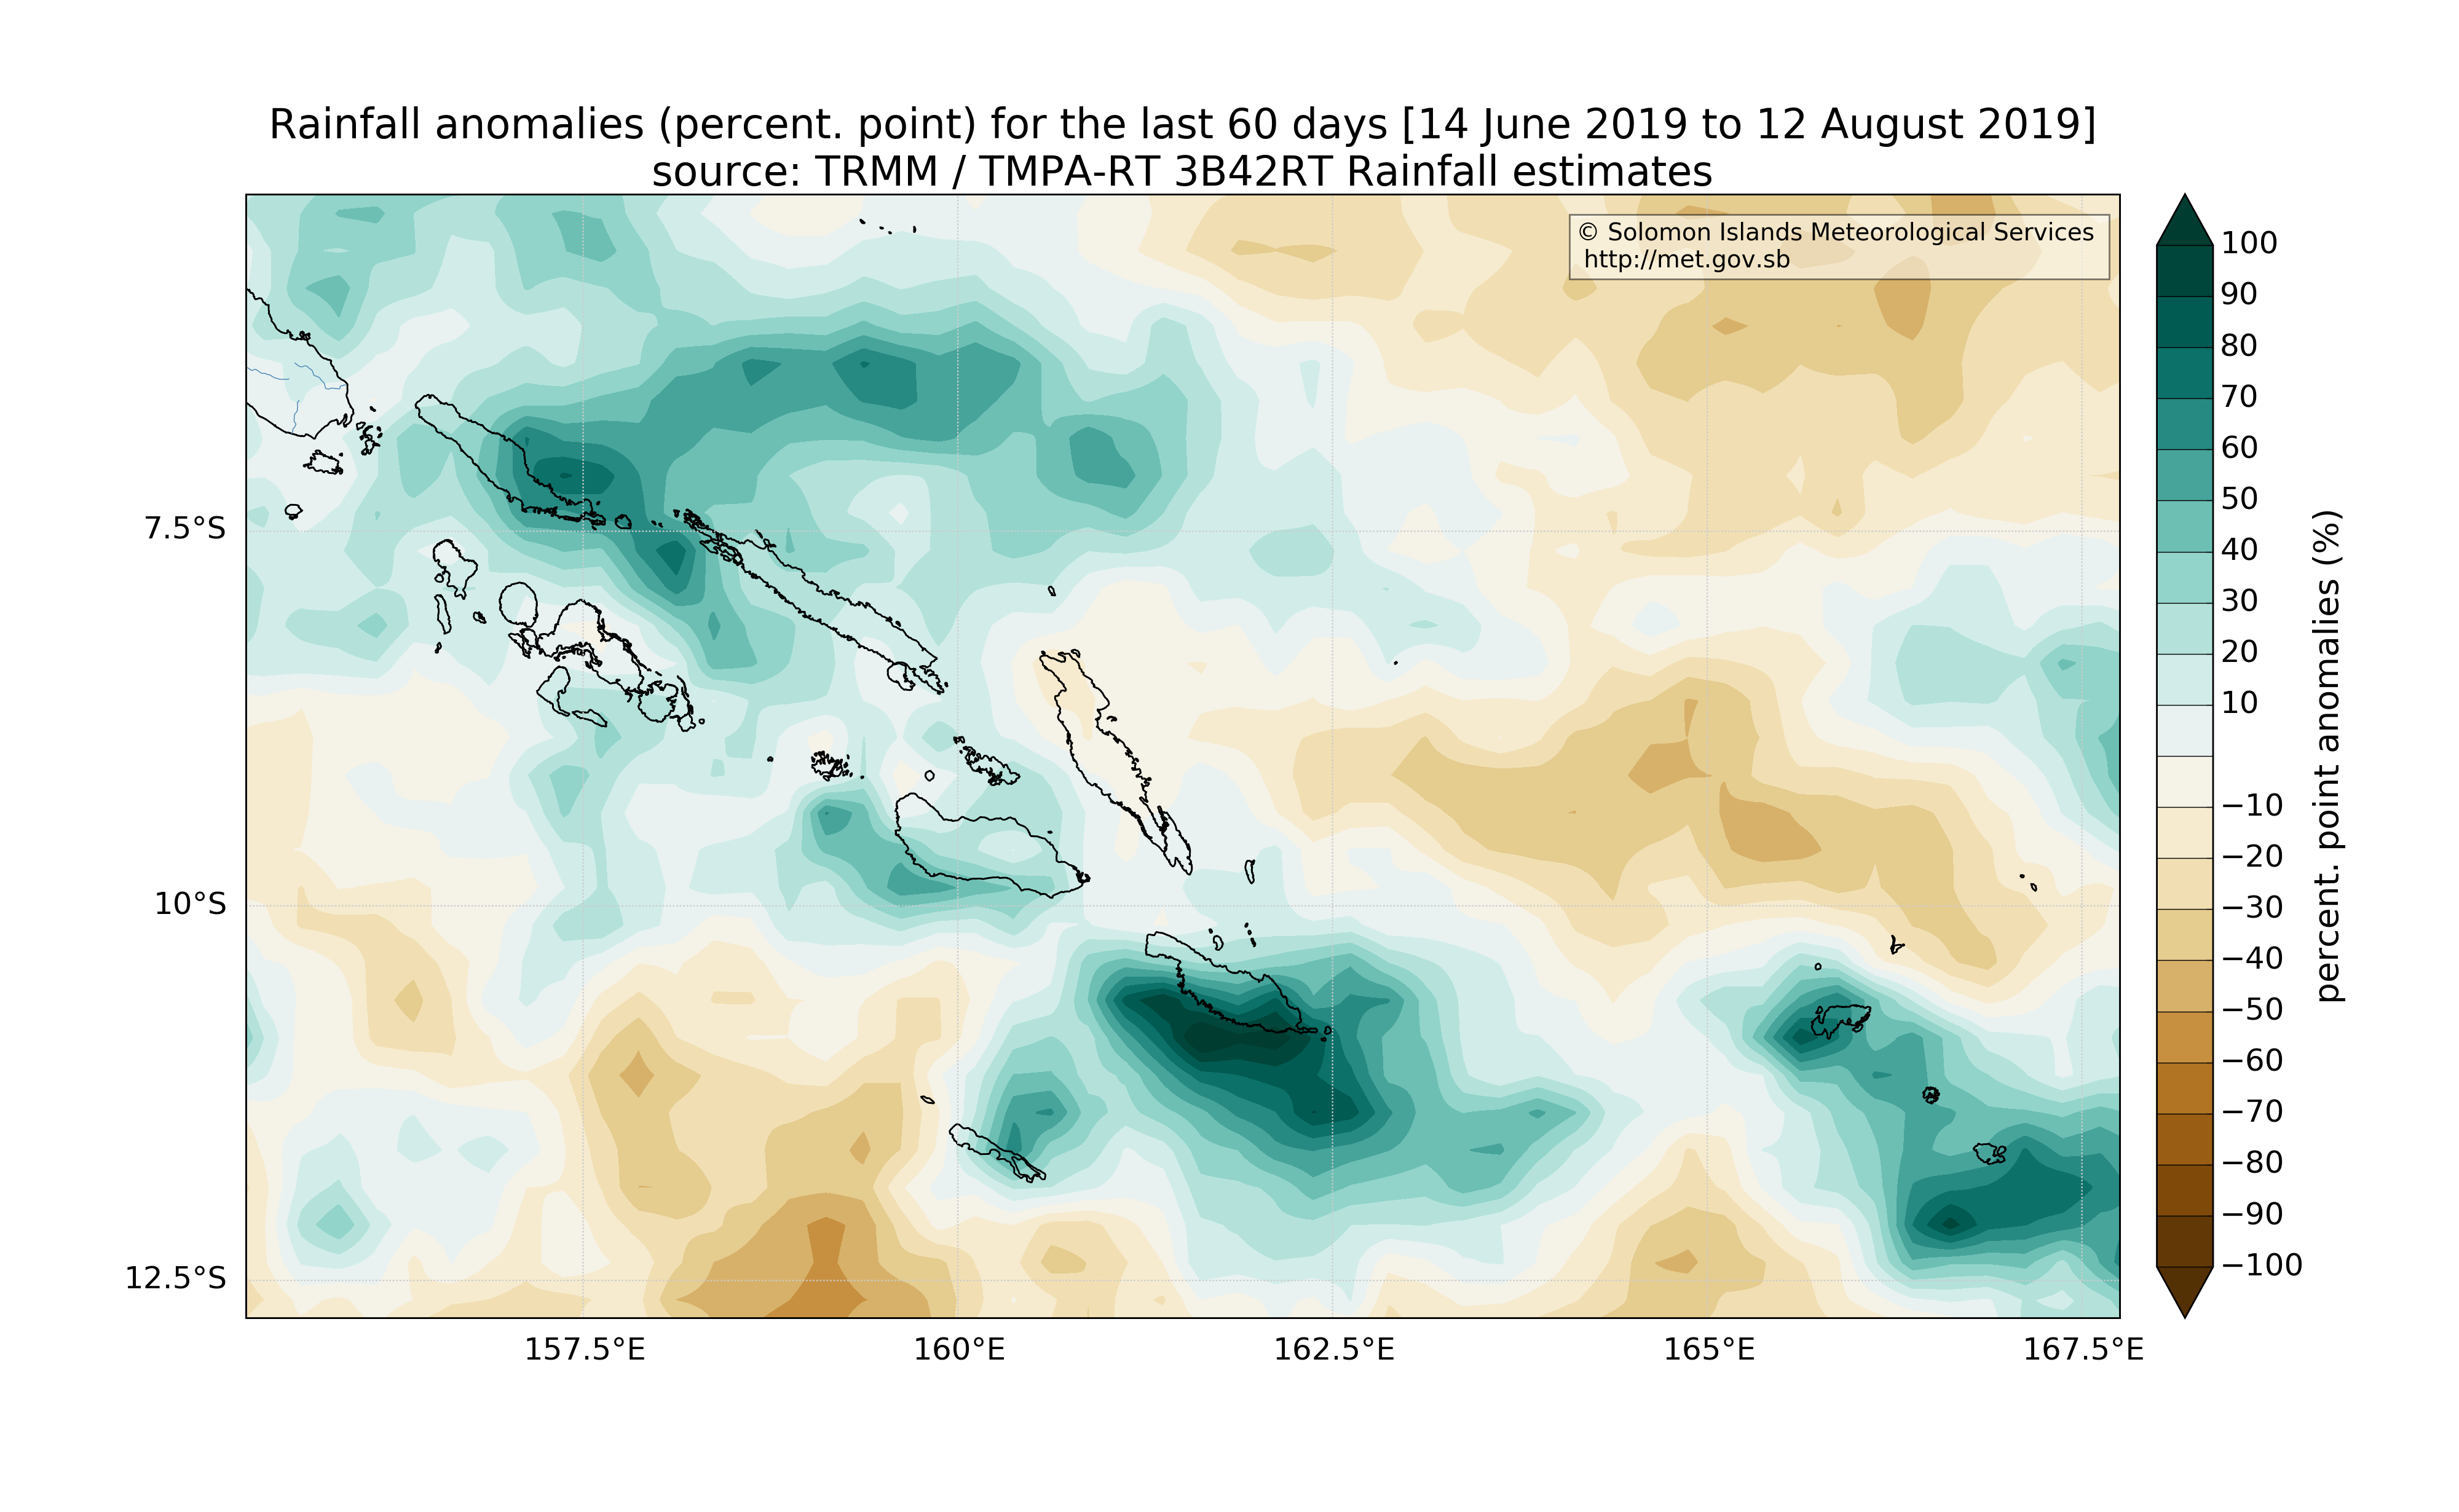 Rainfall anomalies (percent. point) for the last 60 days [14 June 2019 to 12 August 2019]
source: TRMM / TMPA-RT 3B42RT Rainfall estimates
© Solomon Islands Meteorological Services
http://met.gov.sb
7.5°S
10°S
12.5°S
157.5°E
160°E
162.5°E
165°E
167.5°E
100
90
80
70
60
50
40
30
20
10
−10
−20
−30
−40
−50
−60
−70
−80
−90
−100
percent. point anomalies (%)